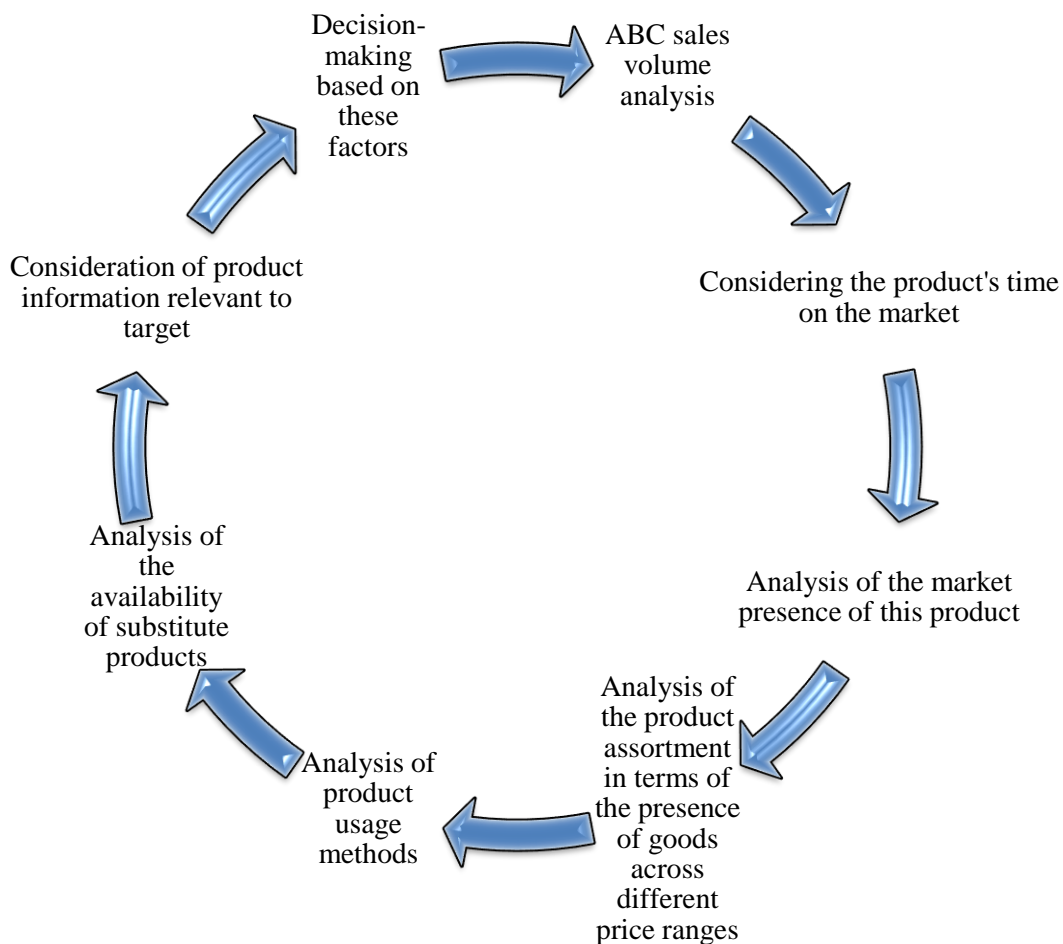 Decision-
making
based on
these
factors
ABC sales
volume
analysis
Considering the product's time
on the market
Analysis of the market
presence of this product
Analysis of
the product
assortment
in terms of
the presence
of goods
across
different
price ranges
Analysis of
product
usage
methods
Analysis of
the
availability
of substitute
products
Consideration of product
information relevant to
target